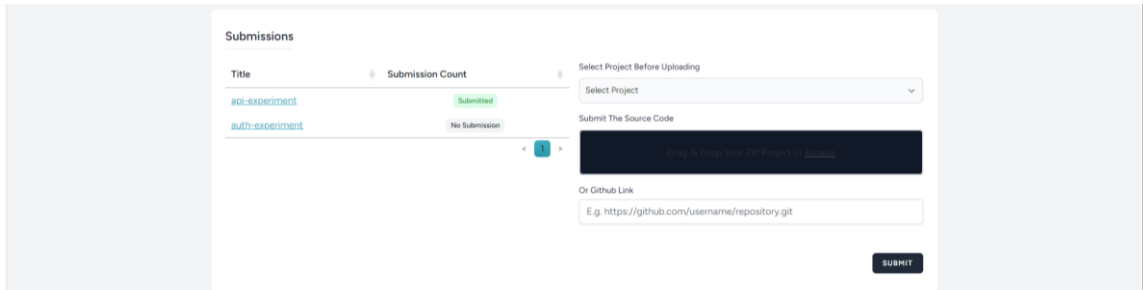 Submissions
Title
Submission Count
api-experiment
Submitted
auth-experiment
No Submission
< 1 >
Select Project Before Uploading
Select Project
Submit The Source Code
Drag & Drop Your ZIP Project or Browse
Or Github Link
E.g. https://github.com/username/repository.git
SUBMIT